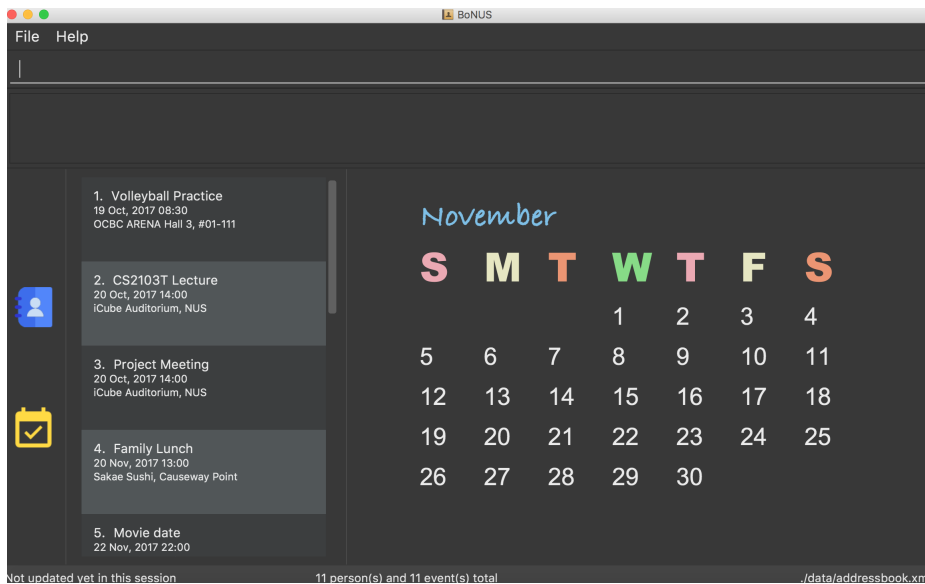 BoNUS
File Help
1. Volleyball Practice
19 Oct, 2017 08:30
OCBC ARENA Hall 3, #01-111
2. CS2103T Lecture
20 Oct, 2017 14:00
iCube Auditorium, NUS
3. Project Meeting
20 Oct, 2017 14:00
iCube Auditorium, NUS
4. Family Lunch
20 Nov, 2017 13:00
Sakae Sushi, Causeway Point
5. Movie date
22 Nov, 2017 22:00
November
S M T W T F S
1 2 3 4
5 6 7 8 9 10 11
12 13 14 15 16 17 18
19 20 21 22 23 24 25
26 27 28 29 30
Not updated yet in this session 11 person(s) and 11 event(s) total ./data/addressbook.xm